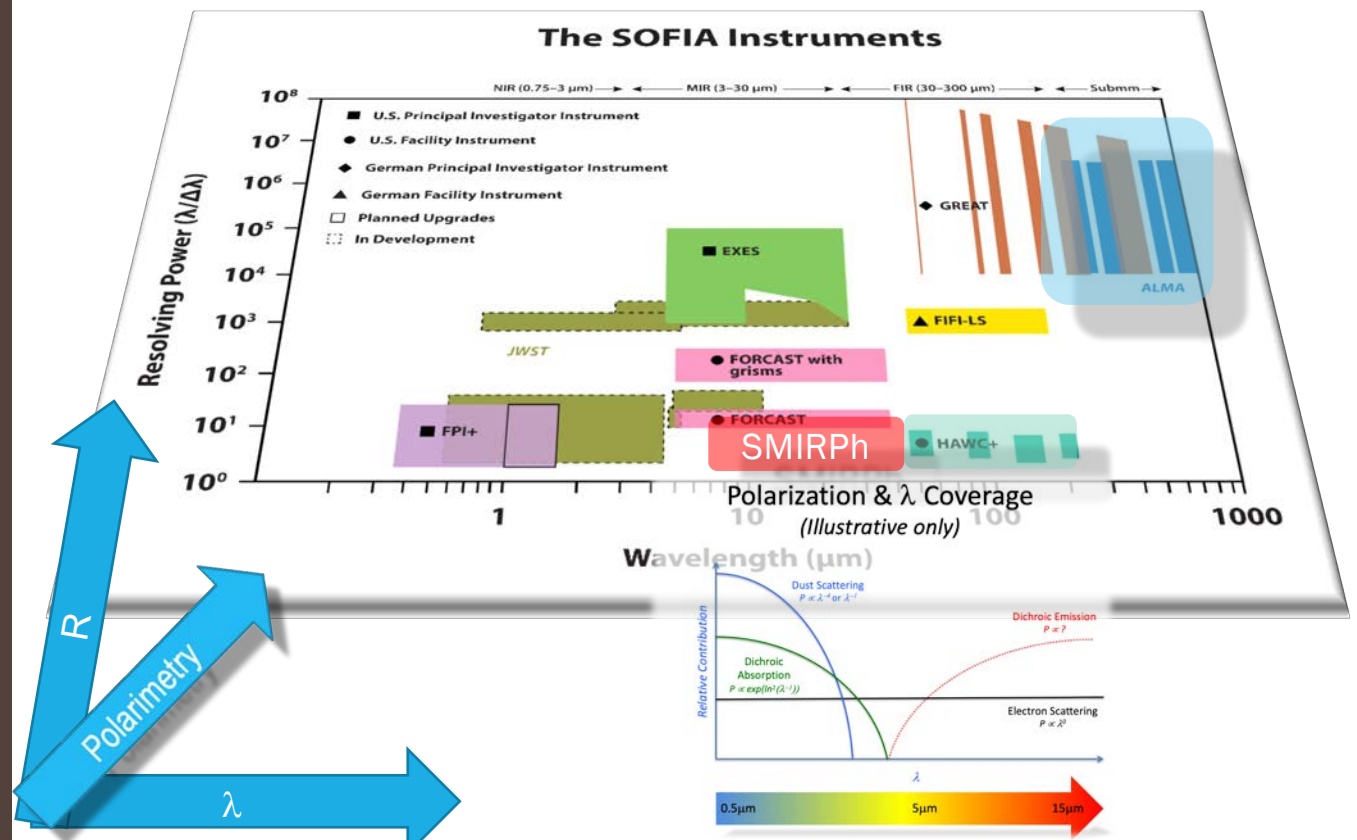 The SOFIA Instruments
NIR (0.75–3 μm)
MIR (3–30 μm)
FIR (30–300 μm)
Submm
10⁸
10⁷
10⁶
10⁵
10⁴
10³
10²
10¹
10⁰
Resolving Power (λ/Δλ)
U.S. Principal Investigator Instrument
U.S. Facility Instrument
German Principal Investigator Instrument
German Facility Instrument
Planned Upgrades
In Development
GREAT
EXES
ALMA
FIFI-LS
JWST
FORCAST with
grisms
FORCAST
FPI+
SMIRPh
HAWC+
Polarization & λ Coverage
(Illustrative only)
1
10
100
1000
Wavelength (μm)
R
Polarimetry
λ
Relative Contribution
Dust Scattering
P ∝ λ⁻⁴ or λ⁻¹
Dichroic Emission
P ∝ ?
Dichroic
Absorption
P ∝ exp(ln²(λ⁻¹))
Electron Scattering
P ∝ λ⁰
λ
0.5μm
5μm
15μm